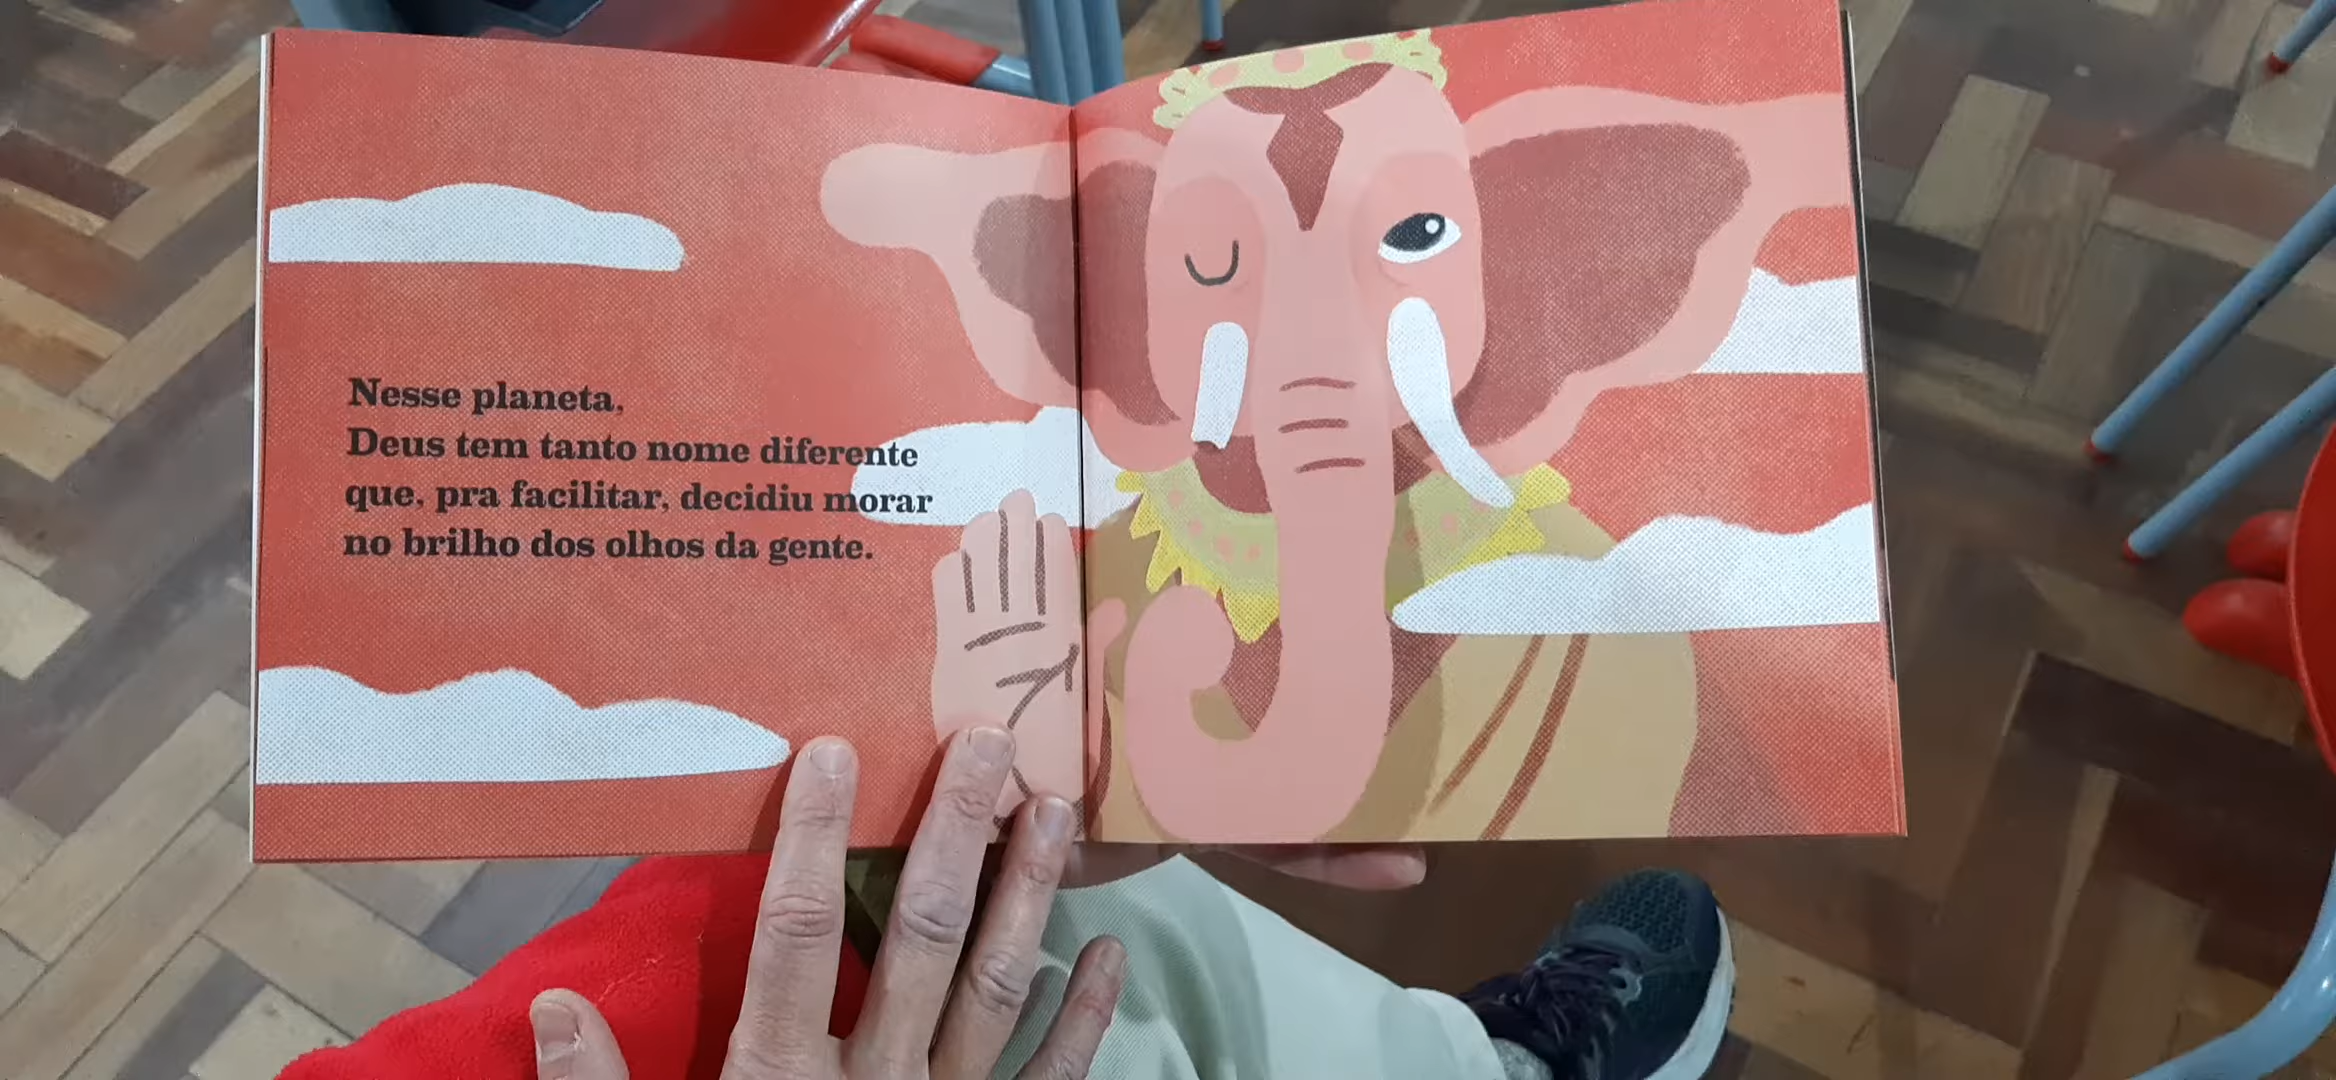 Nesse planeta,
Deus tem tanto nome diferente
que, pra facilitar, decidiu morar
no brilho dos olhos da gente.